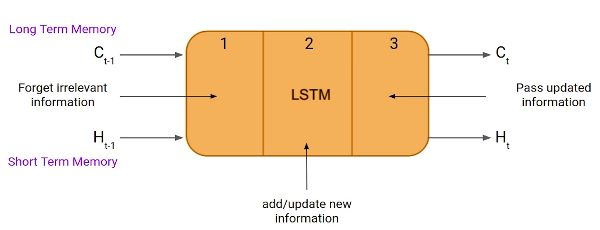 Long Term Memory
C t-1
1 2 3
C t
Forget irrelevant
information
LSTM
Pass updated
information
H t-1
H t
Short Term Memory
add/update new
information